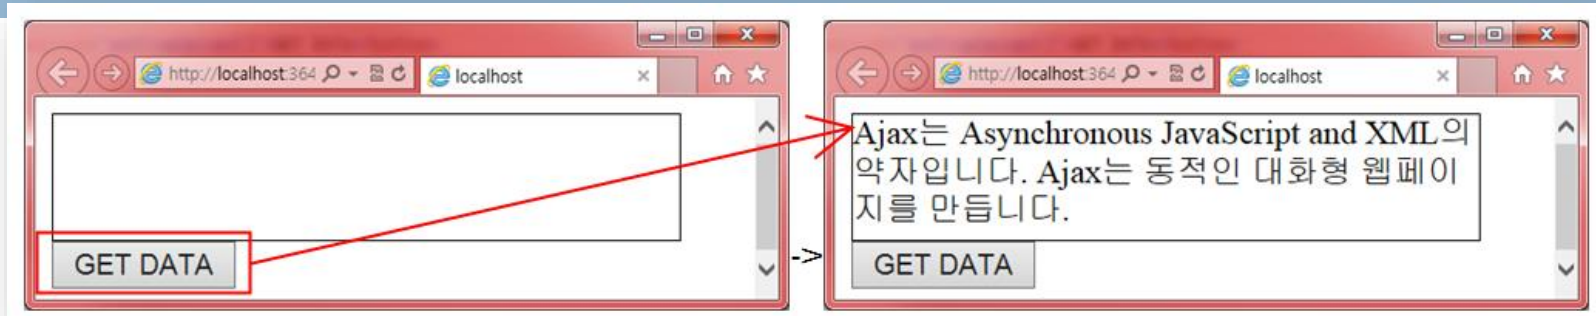 http://localhost:364
localhost
GET DATA
->
http://localhost:364
localhost
Ajax는 Asynchronous JavaScript and XML의
약자입니다. Ajax는 동적인 대화형 웹페이
지를 만듭니다.
GET DATA